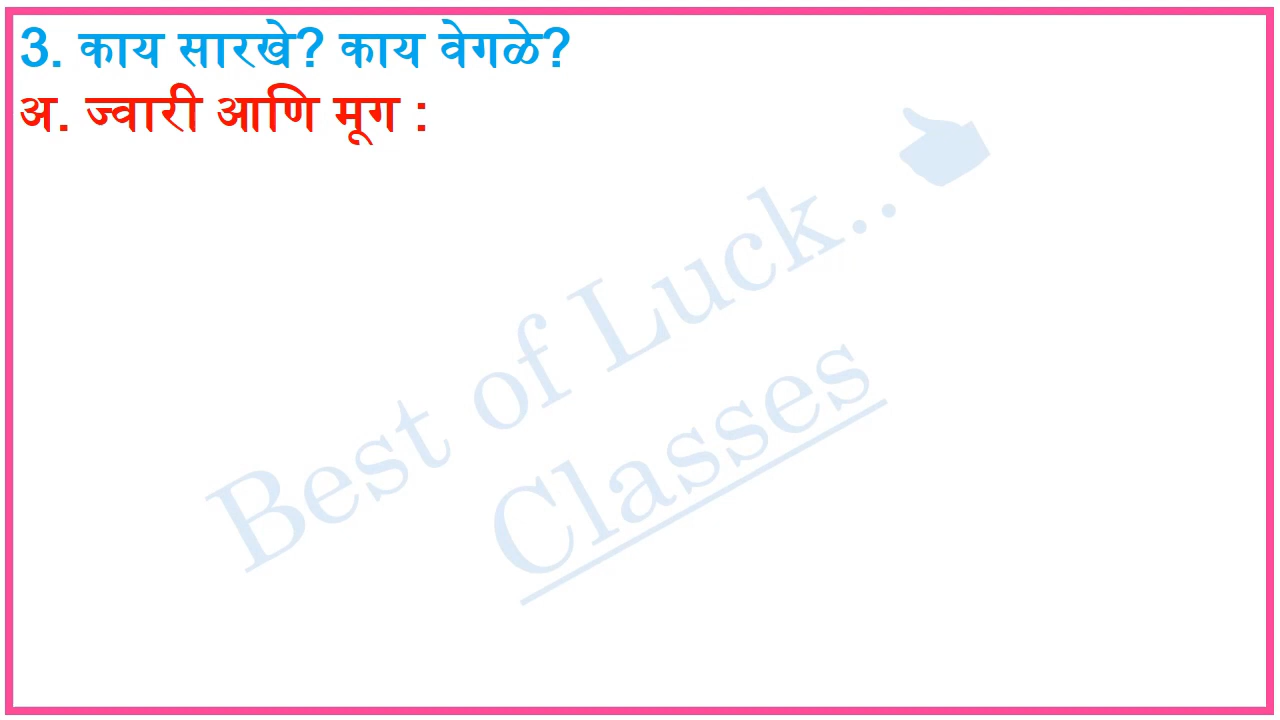 3. काय सारखे? काय वेगळे?
अ. ज्वारी आणि मूग :
Best of Luck..
Classes